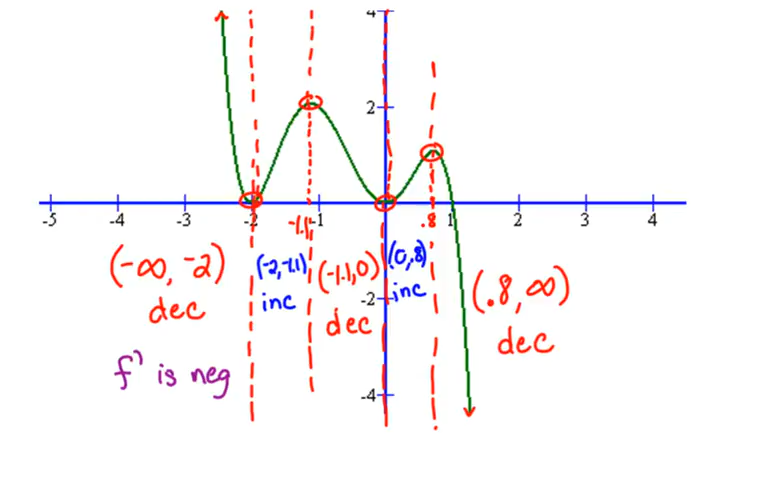 4
2
-5 -4 -3 -2 -1 1 2 3 4
-1.1 .8
(-∞, -2)
dec
(-2,-1.1)
inc
(-1.1,0)
dec
(0,.8)
inc
(.8,∞)
dec
-2
f' is neg
-4